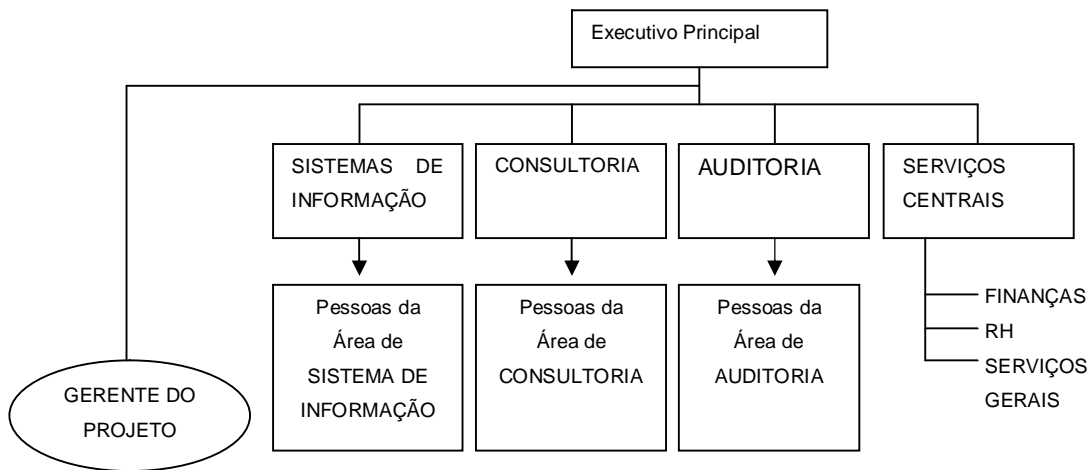 Executivo Principal
SISTEMAS DE
INFORMAÇÃO
CONSULTORIA
AUDITORIA
SERVIÇOS
CENTRAIS
Pessoas da
Área de
SISTEMA DE
INFORMAÇÃO
Pessoas da
Área de
CONSULTORIA
Pessoas da
Área de
AUDITORIA
FINANÇAS
RH
SERVIÇOS
GERAIS
GERENTE DO
PROJETO